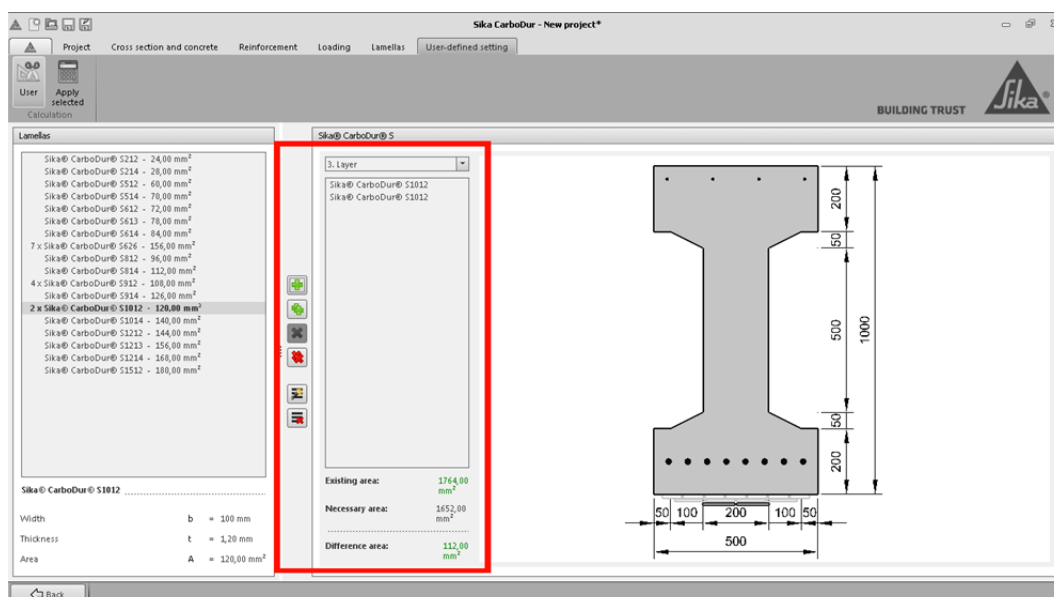 Sika CarboDur - New project*
Project Cross section and concrete Reinforcement Loading Lamellas User-defined setting
User
Apply selected
Calculation
BUILDING TRUST
Sika®
Lamellas
Sika® CarboDur® S212 - 24,00 mm²
Sika® CarboDur® S214 - 28,00 mm²
Sika® CarboDur® S512 - 60,00 mm²
Sika® CarboDur® S514 - 70,00 mm²
Sika® CarboDur® S612 - 72,00 mm²
Sika® CarboDur® S613 - 78,00 mm²
Sika® CarboDur® S614 - 84,00 mm²
7 x Sika® CarboDur® S626 - 156,00 mm²
Sika® CarboDur® S812 - 96,00 mm²
Sika® CarboDur® S814 - 112,00 mm²
4 x Sika® CarboDur® S912 - 108,00 mm²
Sika® CarboDur® S914 - 126,00 mm²
2 x Sika® CarboDur® S1012 - 120,00 mm²
Sika® CarboDur® S1014 - 140,00 mm²
Sika® CarboDur® S1212 - 144,00 mm²
Sika® CarboDur® S1213 - 156,00 mm²
Sika® CarboDur® S1214 - 168,00 mm²
Sika® CarboDur® S1512 - 180,00 mm²
Sika® CarboDur® S1012
Width b = 100 mm
Thickness t = 1,20 mm
Area A = 120,00 mm²
Sika® CarboDur® S
3. Layer
Sika® CarboDur® S1012
Sika® CarboDur® S1012
Existing area: 1764,00 mm²
Necessary area: 1652,00 mm²
Difference area: 112,00 mm²
200
50
500
1000
50
200
50 100 200 100 50
500
Back